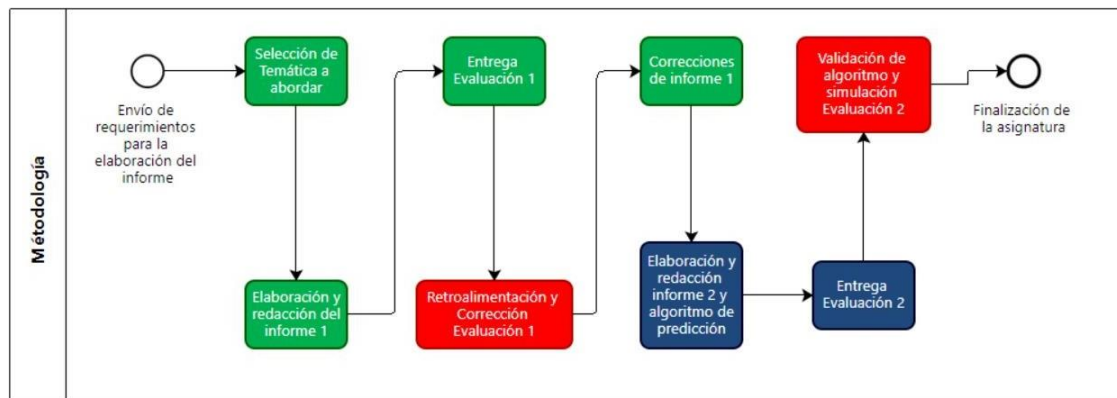 Métodología
Envío de
requerimientos
para la
elaboración del
informe
Selección de
Temática a
abordar
Elaboración y
redacción del
informe 1
Entrega
Evaluación 1
Retroalimentación y
Corrección
Evaluación 1
Correcciones
de informe 1
Elaboración y
redacción
informe 2 y
algoritmo de
predicción
Entrega
Evaluación 2
Validación de
algoritmo y
simulación
Evaluación 2
Finalización de
la asignatura